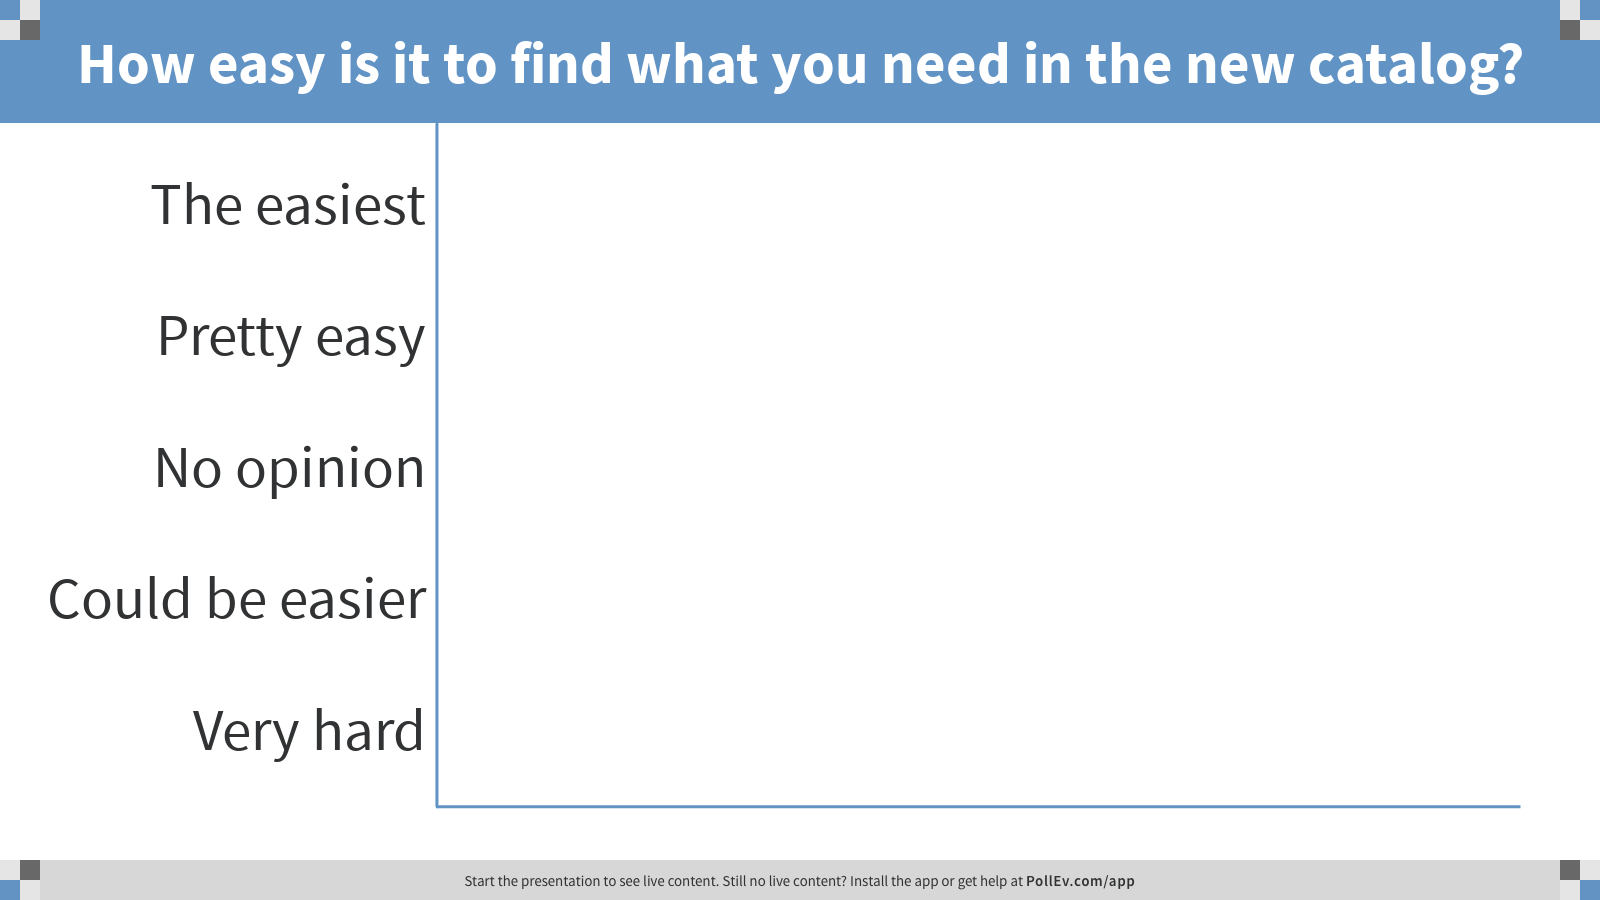 How easy is it to find what you need in the new catalog?
The easiest
Pretty easy
No opinion
Could be easier
Very hard
Start the presentation to see live content. Still no live content? Install the app or get help at PollEv.com/app